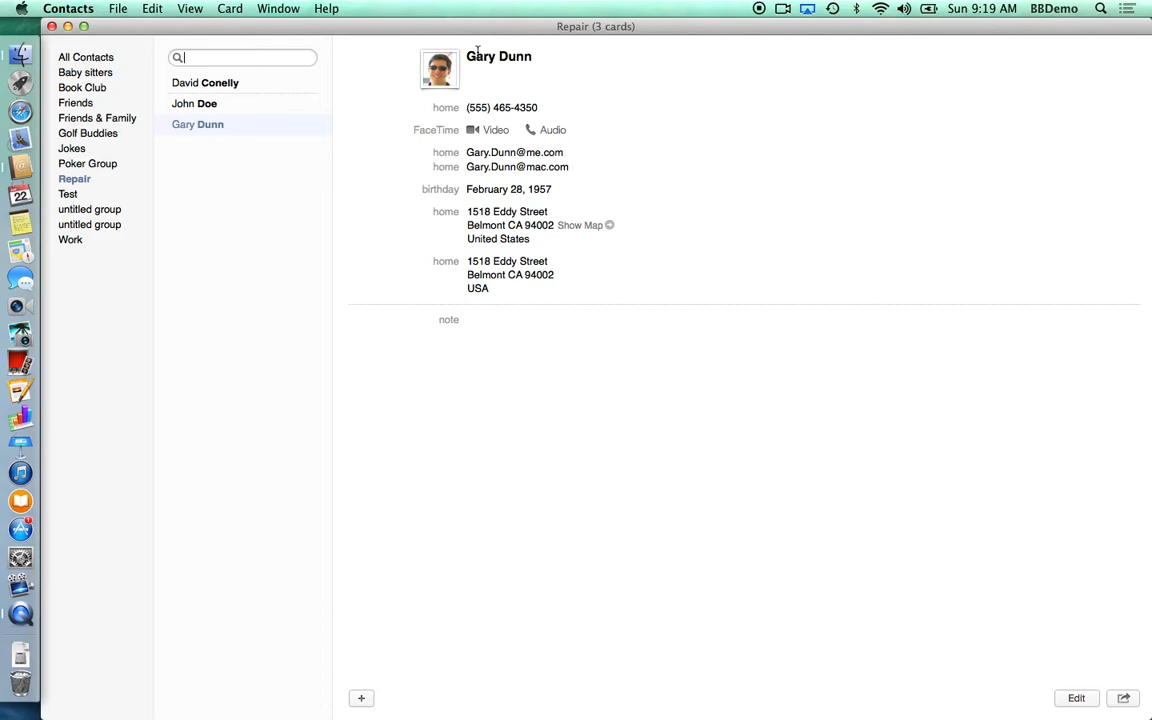 Contacts File Edit View Card Window Help Sun 9:19 AM BBDemo
Repair (3 cards)
All Contacts
Baby sitters
Book Club
Friends
Friends & Family
Golf Buddies
Jokes
Poker Group
Repair
Test
untitled group
untitled group
Work
David Conelly
John Doe
Gary Dunn
Gary Dunn
home (555) 465-4350
FaceTime Video Audio
home Gary.Dunn@me.com
home Gary.Dunn@mac.com
birthday February 28, 1957
home 1518 Eddy Street
Belmont CA 94002 Show Map
United States
home 1518 Eddy Street
Belmont CA 94002
USA
note
+ Edit
22
1